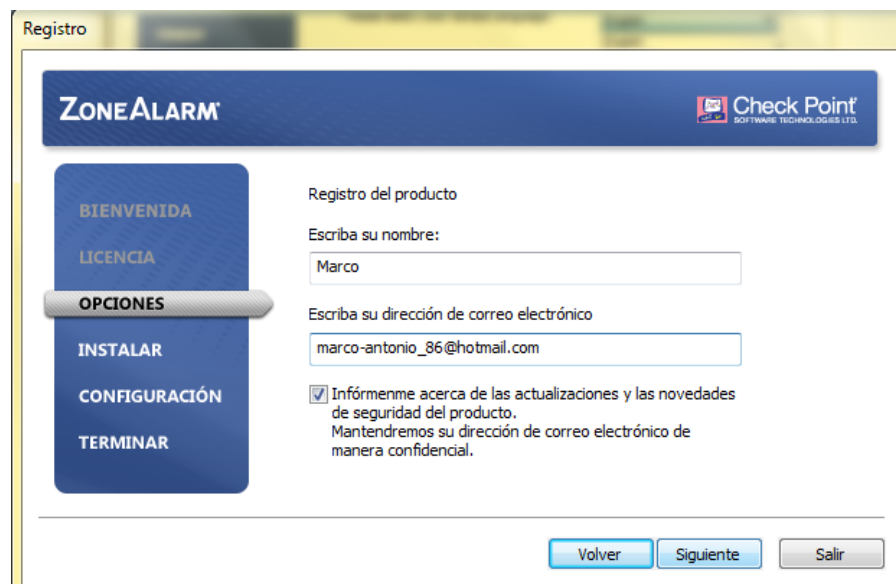 Registro
ZONEALARM
Check Point
SOFTWARE TECHNOLOGIES LTD.
BIENVENIDA
LICENCIA
OPCIONES
INSTALAR
CONFIGURACIÓN
TERMINAR
Registro del producto
Escriba su nombre:
Marco
Escriba su dirección de correo electrónico
marco-antonio_86@hotmail.com
Infórmenme acerca de las actualizaciones y las novedades
de seguridad del producto.
Mantendremos su dirección de correo electrónico de
manera confidencial.
Volver
Siguiente
Salir